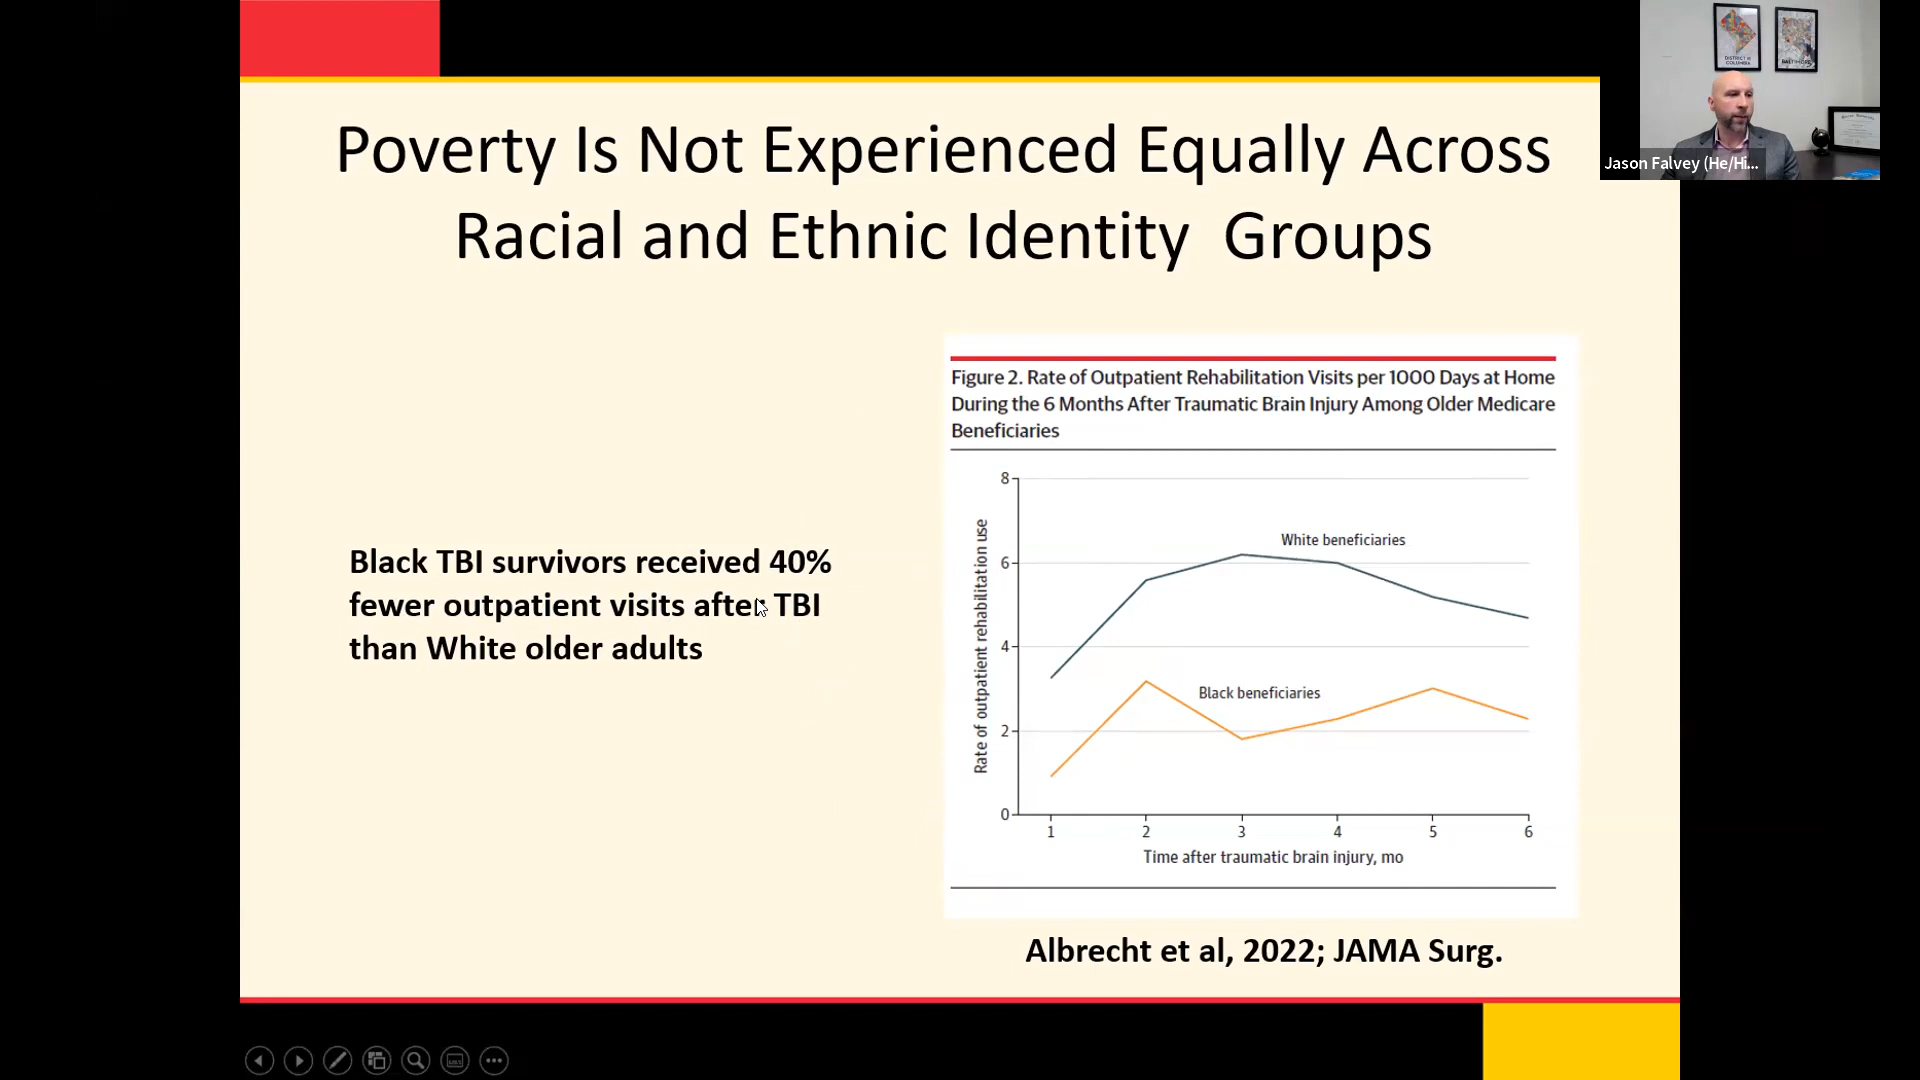 Poverty Is Not Experienced Equally Across
Racial and Ethnic Identity Groups
DISTRICT OF
COLUMBIA
BALTIMORE
Jason Falvey (He/Hi...
Black TBI survivors received 40%
fewer outpatient visits after TBI
than White older adults
Figure 2. Rate of Outpatient Rehabilitation Visits per 1000 Days at Home
During the 6 Months After Traumatic Brain Injury Among Older Medicare
Beneficiaries
Rate of outpatient rehabilitation use
8
6
4
2
0
White beneficiaries
Black beneficiaries
1 2 3 4 5 6
Time after traumatic brain injury, mo
Albrecht et al, 2022; JAMA Surg.